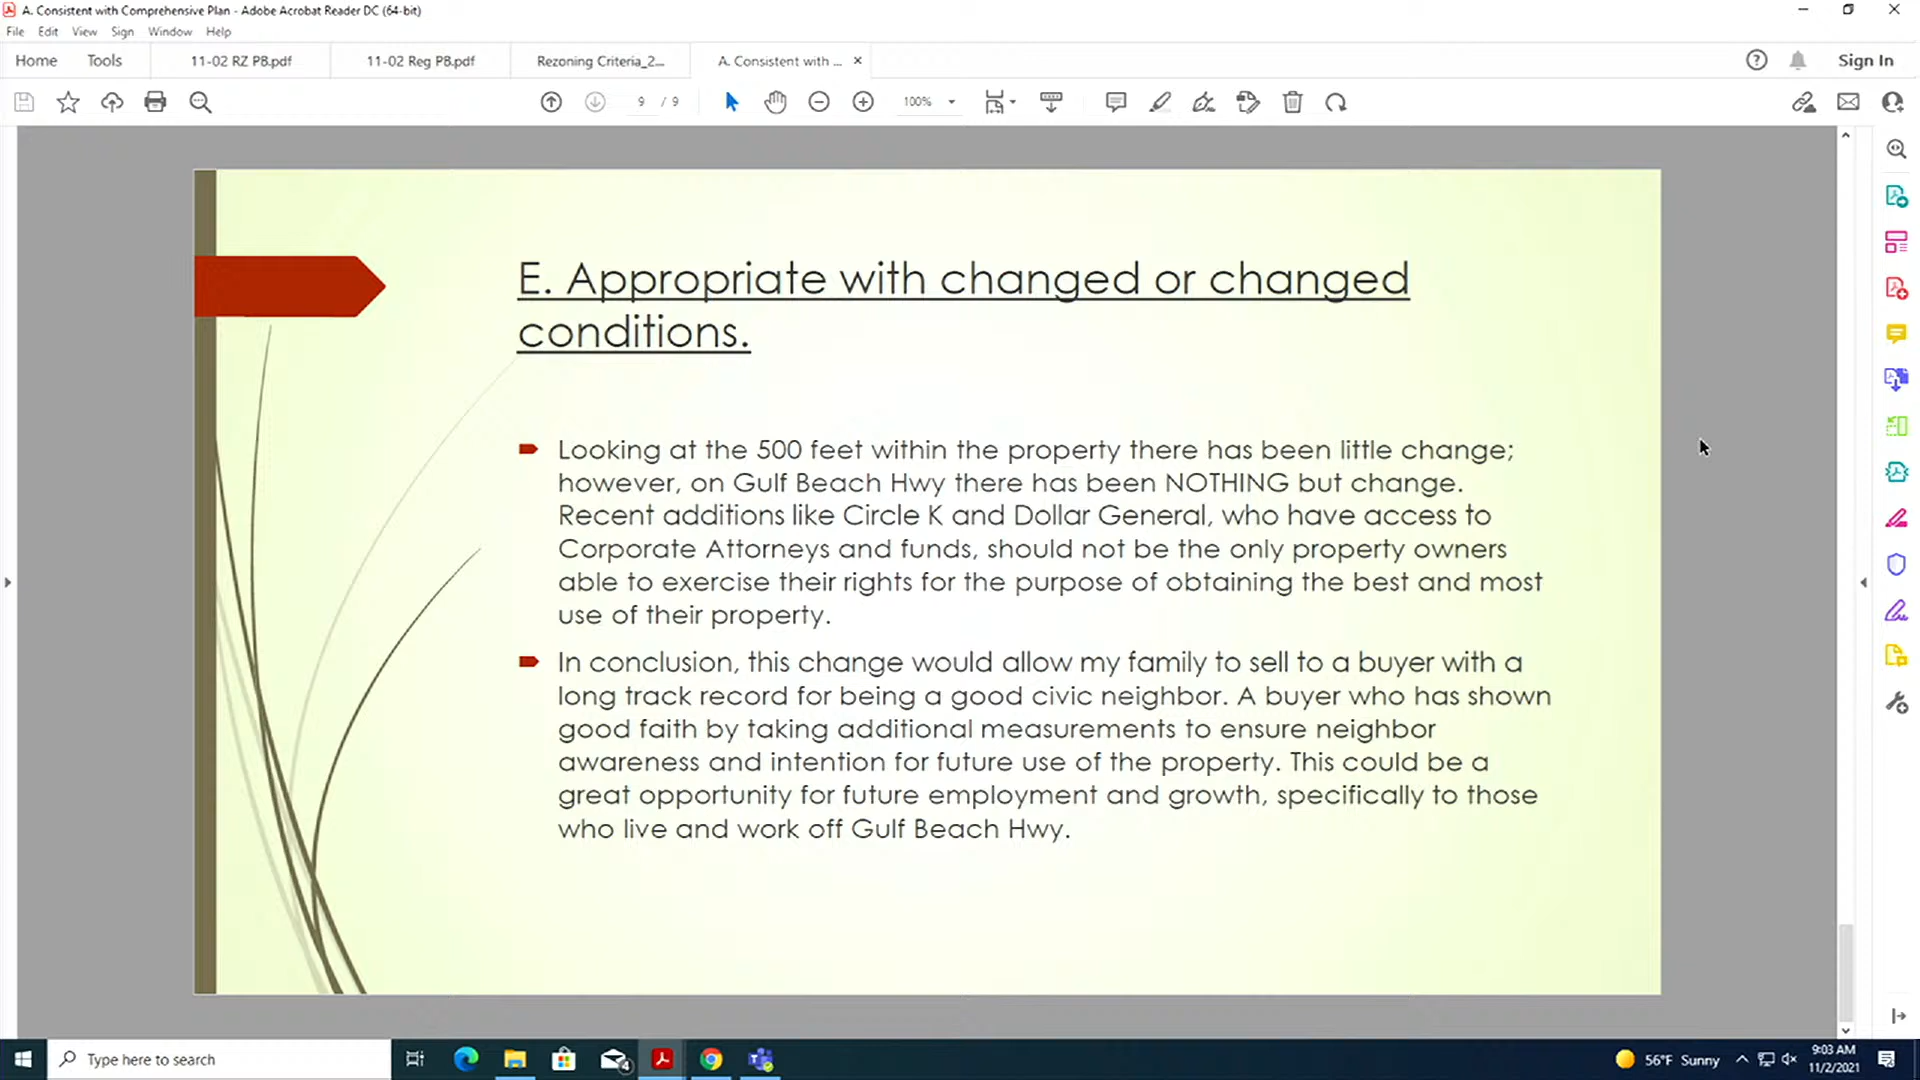 A. Consistent with Comprehensive Plan - Adobe Acrobat Reader DC (64-bit)
File Edit View Sign Window Help
Home Tools 11-02 RZ PB.pdf 11-02 Reg PB.pdf Rezoning Criteria_2... A. Consistent with ... Sign In
9 / 9 100%
E. Appropriate with changed or changed
conditions.
Looking at the 500 feet within the property there has been little change;
however, on Gulf Beach Hwy there has been NOTHING but change.
Recent additions like Circle K and Dollar General, who have access to
Corporate Attorneys and funds, should not be the only property owners
able to exercise their rights for the purpose of obtaining the best and most
use of their property.
In conclusion, this change would allow my family to sell to a buyer with a
long track record for being a good civic neighbor. A buyer who has shown
good faith by taking additional measurements to ensure neighbor
awareness and intention for future use of the property. This could be a
great opportunity for future employment and growth, specifically to those
who live and work off Gulf Beach Hwy.
Type here to search 4 56°F Sunny 9:03 AM
11/2/2021